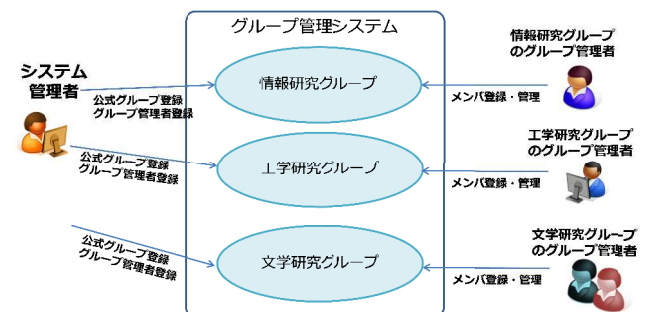 グループ管理システム
システム
管理者
情報研究グループ
公式グループ登録
グループ管理者登録
情報研究グループ
のグループ管理者
メンバ登録・管理
工学研究グループ
公式グループ登録
グループ管理者登録
工学研究グループ
のグループ管理者
メンバ登録・管理
文学研究グループ
公式グループ登録
グループ管理者登録
文学研究グループ
のグループ管理者
メンバ登録・管理